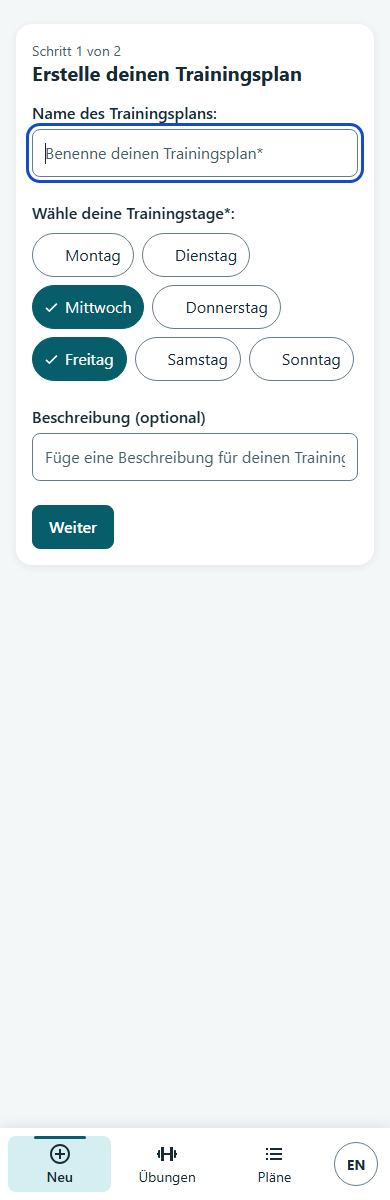 Schritt 1 von 2
Erstelle deinen Trainingsplan
Name des Trainingsplans:
Benenne deinen Trainingsplan*
Wähle deine Trainingstage*:
Montag Dienstag
Mittwoch Donnerstag
Freitag Samstag Sonntag
Beschreibung (optional)
Füge eine Beschreibung für deinen Training
Weiter
Neu Übungen Pläne EN